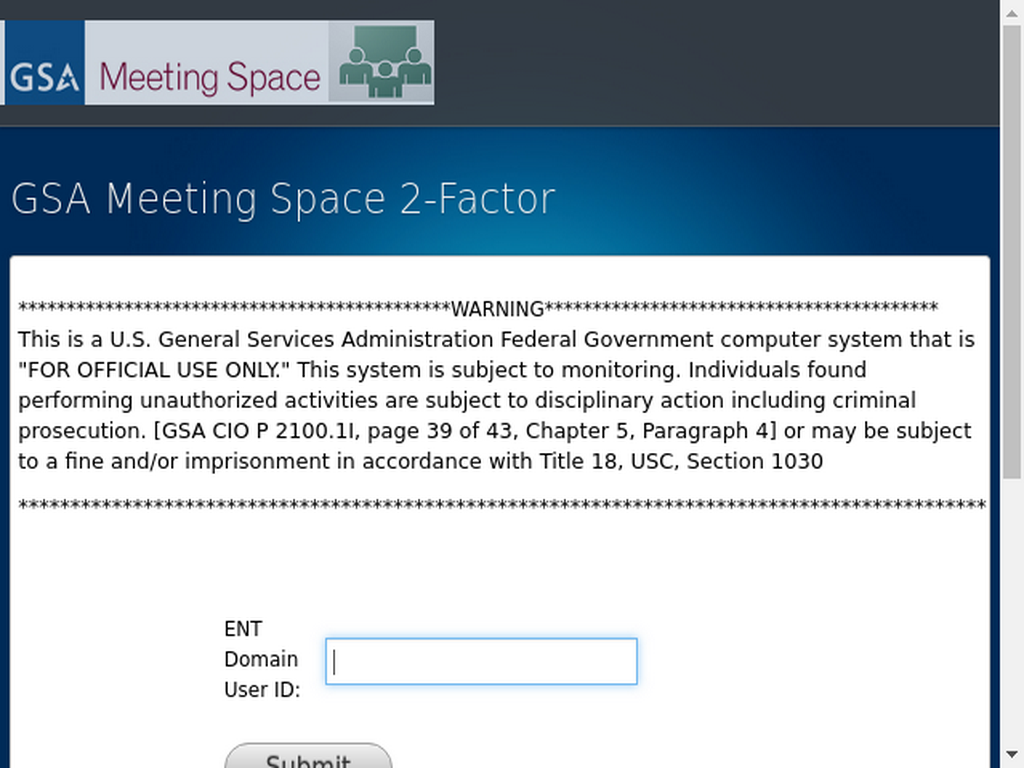 GSA Meeting Space
GSA Meeting Space 2-Factor
*********************************************WARNING*****************************************
This is a U.S. General Services Administration Federal Government computer system that is
"FOR OFFICIAL USE ONLY." This system is subject to monitoring. Individuals found
performing unauthorized activities are subject to disciplinary action including criminal
prosecution. [GSA CIO P 2100.1I, page 39 of 43, Chapter 5, Paragraph 4] or may be subject
to a fine and/or imprisonment in accordance with Title 18, USC, Section 1030
*****************************************************************************************************
ENT
Domain
User ID:
Submit